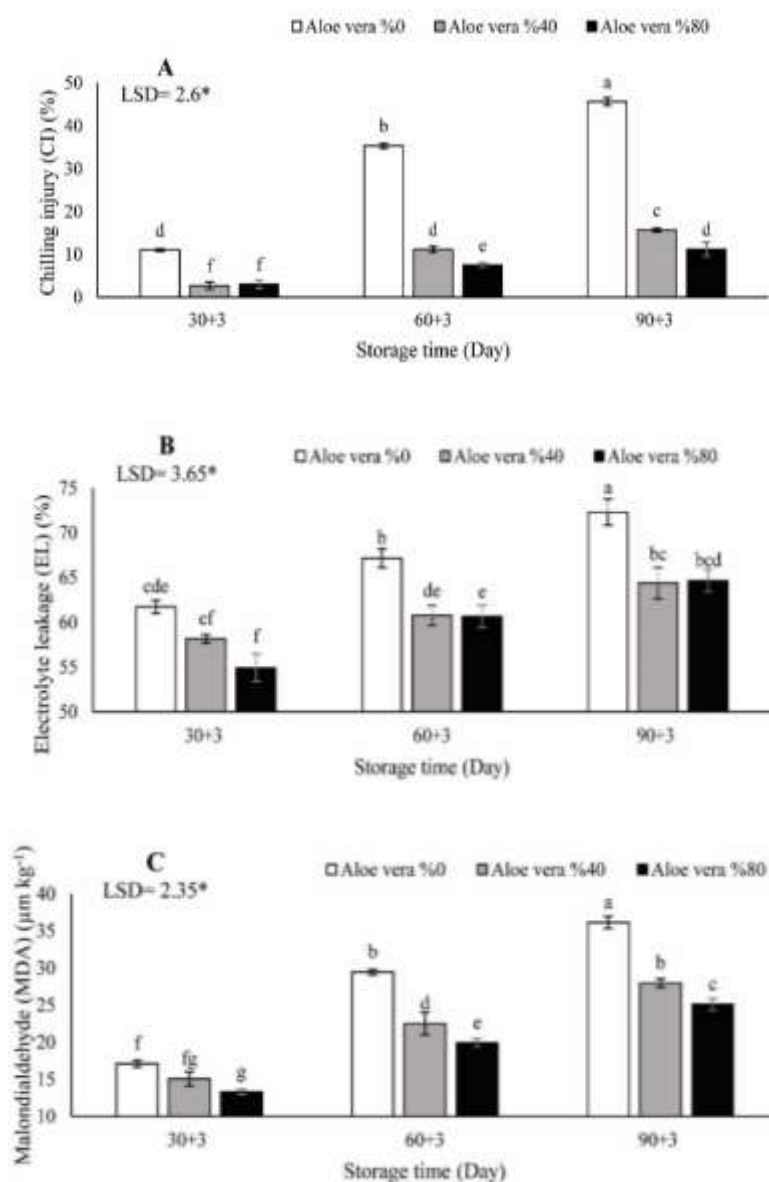 Aloe vera %0 Aloe vera %40 Aloe vera %80
A
LSD= 2.6*
Chilling injury (CI) (%)
50
40
30
20
10
0
d
f
f
b
d
e
a
c
d
30+3 60+3 90+3
Storage time (Day)
B
LSD= 3.65*
Aloe vera %0 Aloe vera %40 Aloe vera %80
Electrolyte leakage (EL) (%)
75
70
65
60
55
50
cde
ef
f
b
de
e
a
bc
bcd
30+3 60+3 90+3
Storage time (Day)
C
LSD= 2.35*
Aloe vera %0 Aloe vera %40 Aloe vera %80
Malondialdehyde (MDA) (μm kg⁻¹)
40
35
30
25
20
15
10
f
fg
g
b
d
e
a
b
c
30+3 60+3 90+3
Storage time (Day)